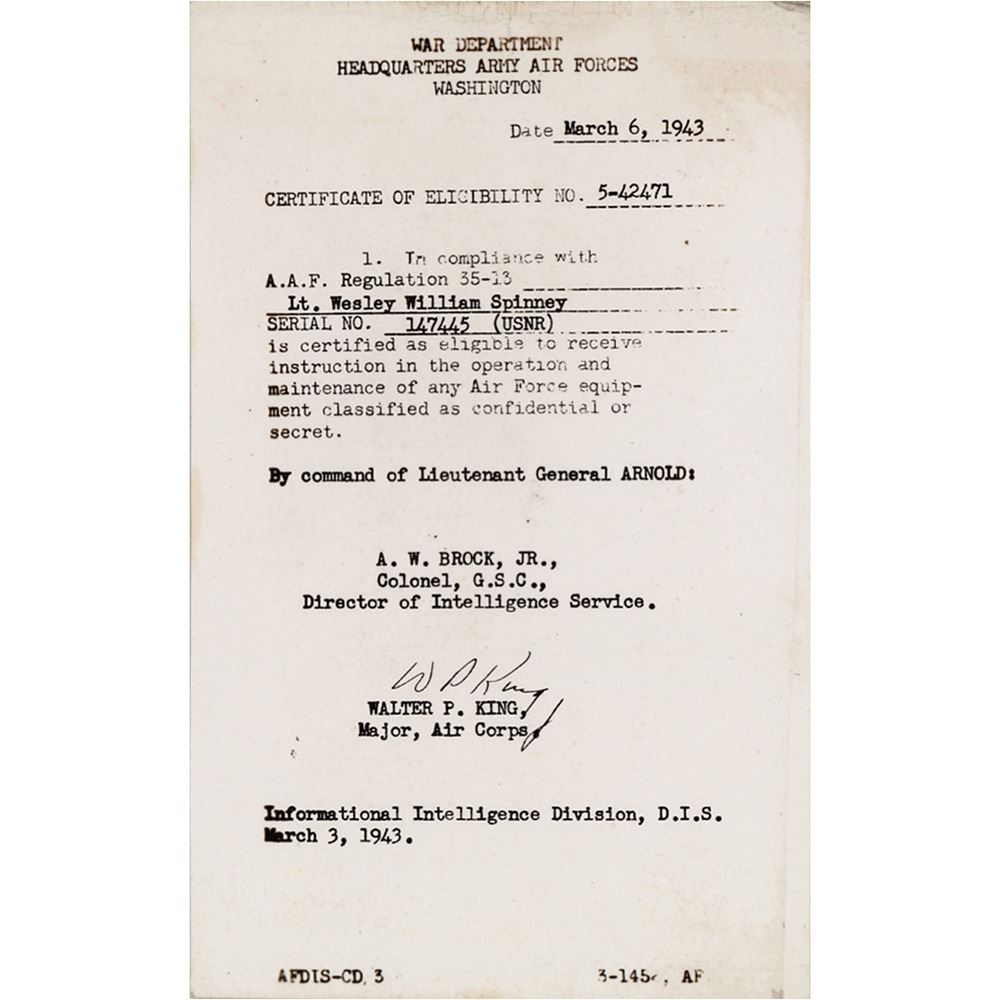 WAR DEPARTMENT
HEADQUARTERS ARMY AIR FORCES
WASHINGTON
Date March 6, 1943
CERTIFICATE OF ELIGIBILITY NO. 5-42471
1. In compliance with
A.A.F. Regulation 35-13
Lt. Wesley William Spinney
SERIAL NO. 147445 (USNR)
is certified as eligible to receive
instruction in the operation and
maintenance of any Air Force equip-
ment classified as confidential or
secret.
By command of Lieutenant General ARNOLD:
A. W. BROCK, JR.,
Colonel, G.S.C.,
Director of Intelligence Service.
W P King
WALTER P. KING,
Major, Air Corps
Informational Intelligence Division, D.I.S.
March 3, 1943.
AFDIS-CD 3
AF